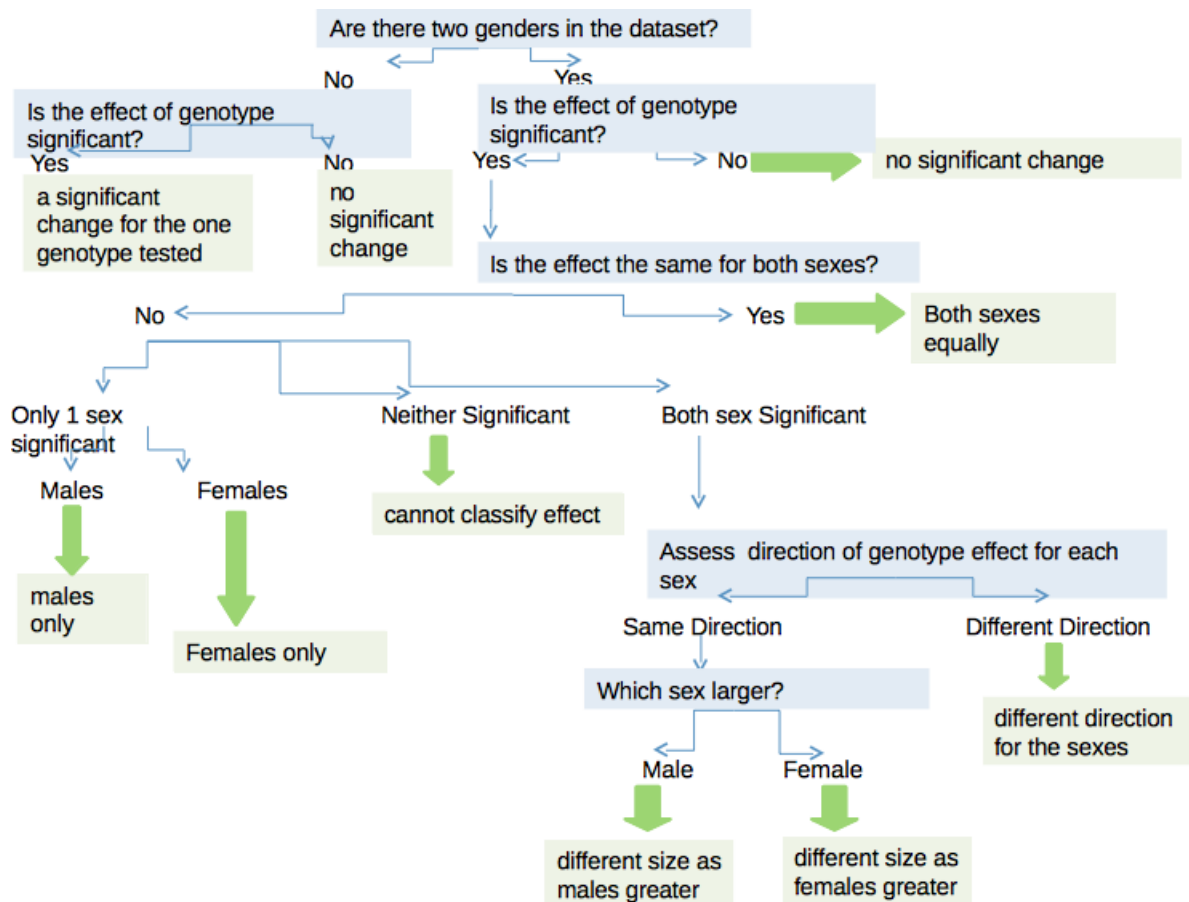 Are there two genders in the dataset?
No
Yes
Is the effect of genotype
significant?
Is the effect of genotype
significant?
Yes
No
Yes
No
no significant change
a significant
change for the one
genotype tested
no
significant
change
Is the effect the same for both sexes?
No
Yes
Both sexes
equally
Only 1 sex
significant
Neither Significant
Both sex Significant
Males
Females
cannot classify effect
Assess direction of genotype effect for each
sex
males
only
Females only
Same Direction
Different Direction
Which sex larger?
different direction
for the sexes
Male
Female
different size as
males greater
different size as
females greater